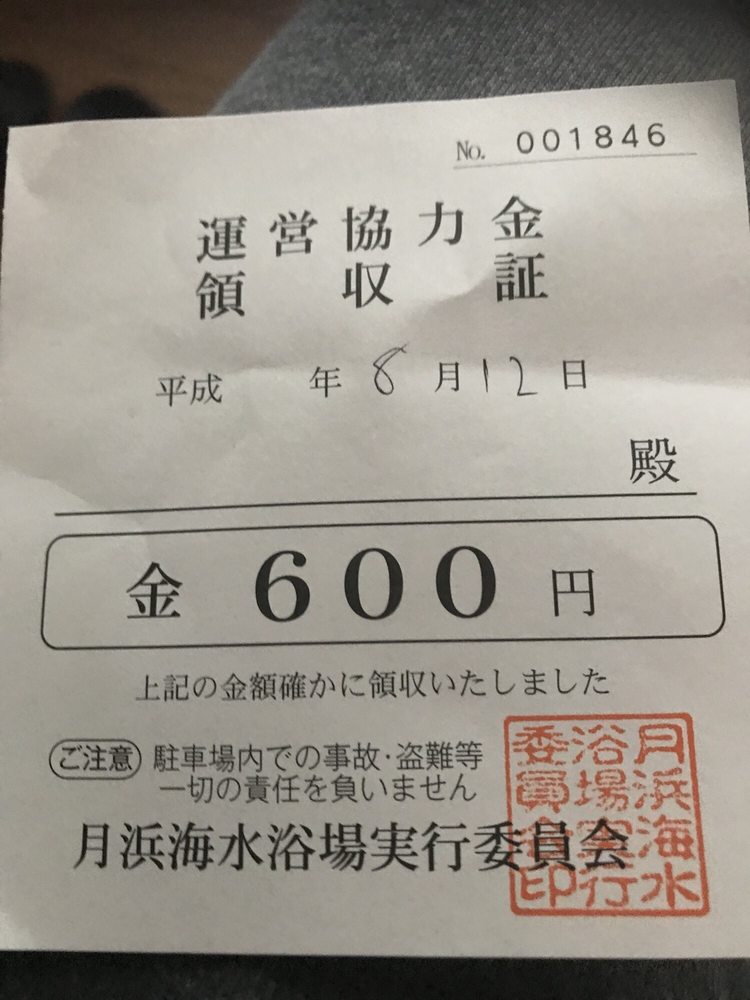 No. 001846
運営協力金
領収証
平成 年8月12日
殿
金 600 円
上記の金額確かに領収いたしました
ご注意 駐車場内での事故・盗難等
一切の責任を負いません
月浜海水浴場実行委員会
月浜海水
浴場実行
委員会印